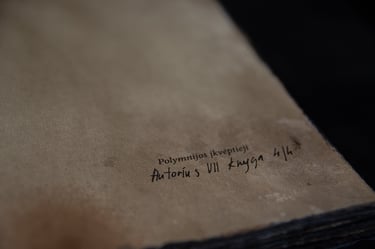 Polymnijos įkvėptieji
Autorius VII Knyga 4/4